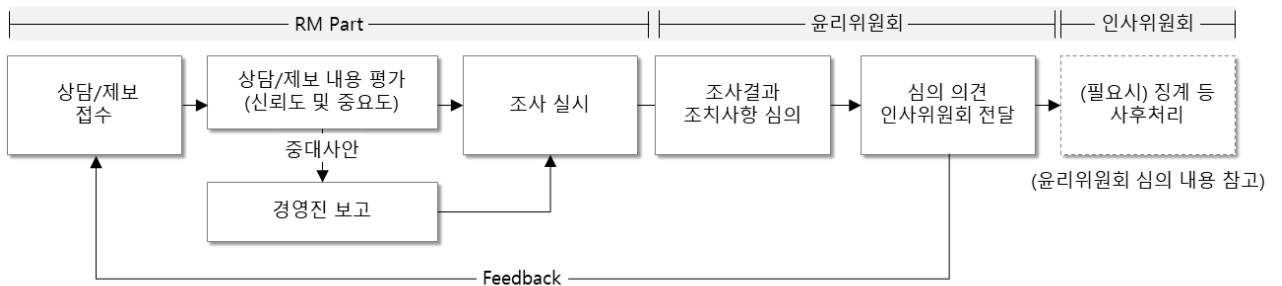 RM Part
윤리위원회
인사위원회
상담/제보
접수
상담/제보 내용 평가
(신뢰도 및 중요도)
중대사안
경영진 보고
조사 실시
조사결과
조치사항 심의
심의 의견
인사위원회 전달
(필요시) 징계 등
사후처리
(윤리위원회 심의 내용 참고)
Feedback